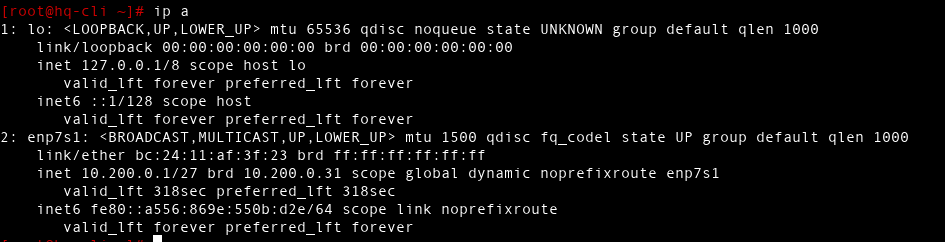 [root@hq-cli ~]# ip a
1: lo: <LOOPBACK,UP,LOWER_UP> mtu 65536 qdisc noqueue state UNKNOWN group default qlen 1000
    link/loopback 00:00:00:00:00:00 brd 00:00:00:00:00:00
    inet 127.0.0.1/8 scope host lo
       valid_lft forever preferred_lft forever
    inet6 ::1/128 scope host
       valid_lft forever preferred_lft forever
2: enp7s1: <BROADCAST,MULTICAST,UP,LOWER_UP> mtu 1500 qdisc fq_codel state UP group default qlen 1000
    link/ether bc:24:11:af:3f:23 brd ff:ff:ff:ff:ff:ff
    inet 10.200.0.1/27 brd 10.200.0.31 scope global dynamic noprefixroute enp7s1
       valid_lft 318sec preferred_lft 318sec
    inet6 fe80::a556:869e:550b:d2e/64 scope link noprefixroute
       valid_lft forever preferred_lft forever